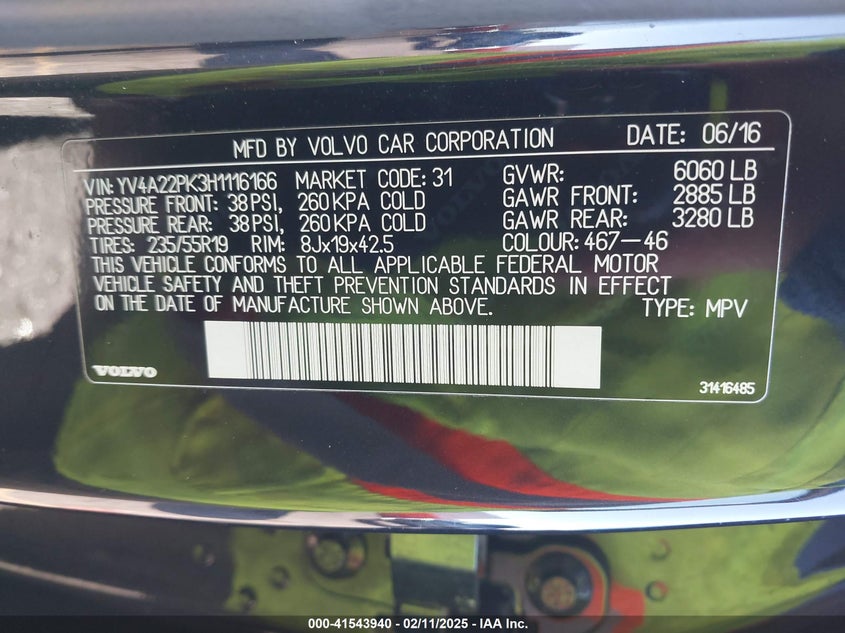 MFD BY VOLVO CAR CORPORATION DATE: 06/16
VIN: YV4A22PK3H1116166 MARKET CODE: 31 GVWR: 6060 LB
PRESSURE FRONT: 38 PSI, 260 KPA COLD GAWR FRONT: 2885 LB
PRESSURE REAR: 38 PSI, 260 KPA COLD GAWR REAR: 3280 LB
TIRES: 235/55R19 RIM: 8Jx19x42.5 COLOUR: 467-46
THIS VEHICLE CONFORMS TO ALL APPLICABLE FEDERAL MOTOR
VEHICLE SAFETY AND THEFT PREVENTION STANDARDS IN EFFECT
ON THE DATE OF MANUFACTURE SHOWN ABOVE. TYPE: MPV
VOLVO 31416485
000-41543940 - 02/11/2025 - IAA Inc.